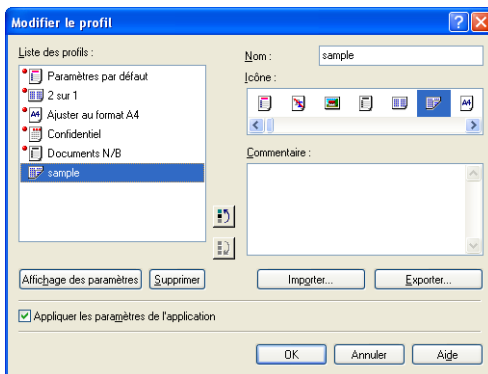 Modifier le profil
Liste des profils :
Paramètres par défaut
2 sur 1
Ajuster au format A4
Confidentiel
Documents N/B
sample
Nom :
sample
Icône :
A4
Commentaire :
Affichage des paramètres
Supprimer
Importer...
Exporter...
Appliquer les paramètres de l'application
OK
Annuler
Aide